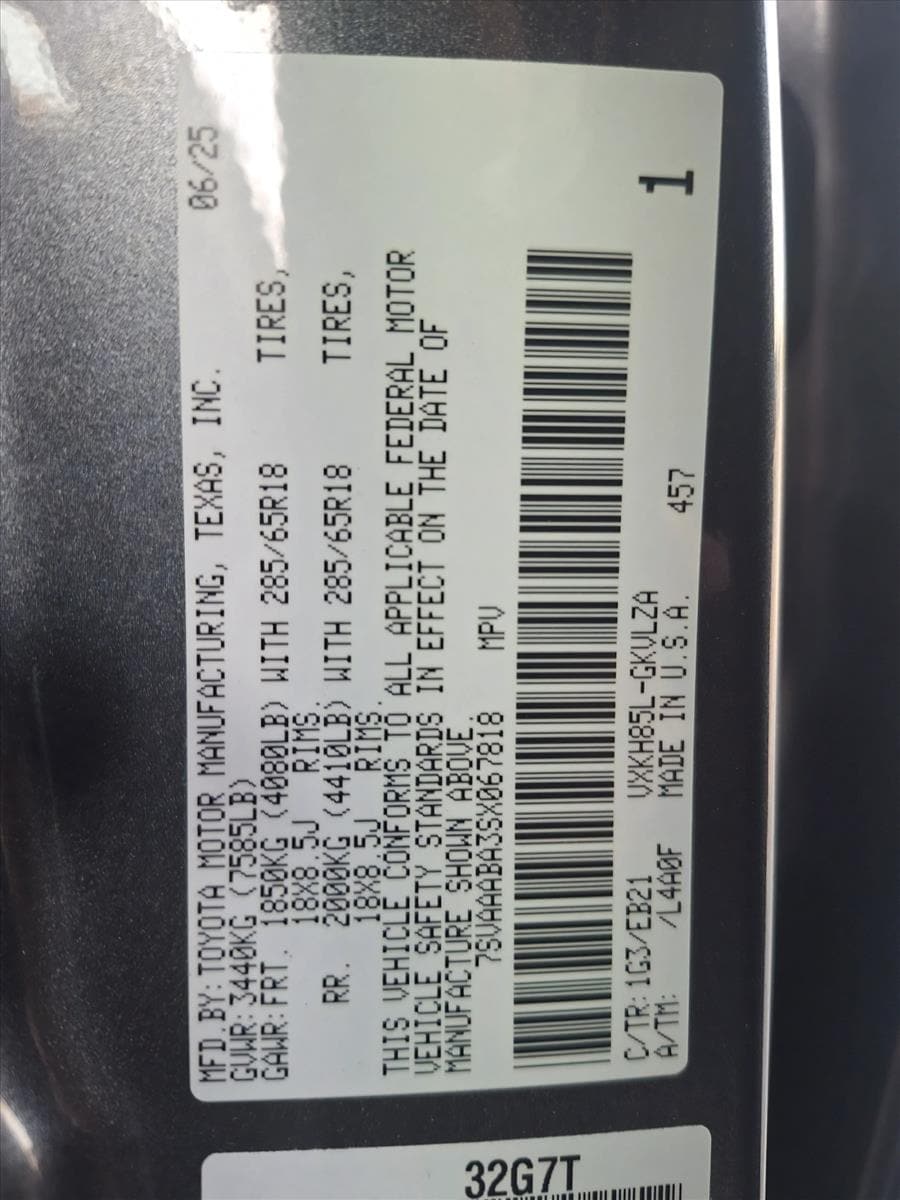 MFD.BY:TOYOTA MOTOR MANUFACTURING, TEXAS, INC. 06/25
GVWR:3440KG (7585LB)
GAWR:FRT. 1850KG (4080LB) WITH 285/65R18 TIRES,
18X8.5J RIMS.
RR. 2000KG (4410LB) WITH 285/65R18 TIRES,
18X8.5J RIMS.
THIS VEHICLE CONFORMS TO ALL APPLICABLE FEDERAL MOTOR
VEHICLE SAFETY STANDARDS IN EFFECT ON THE DATE OF
MANUFACTURE SHOWN ABOVE.
7SVAAABA3SX067818 MPV
C/TR:1G3/EB21 VXKH85L-GKVLZA
A/TM: /L4A0F MADE IN U.S.A. 457
1
32G7T